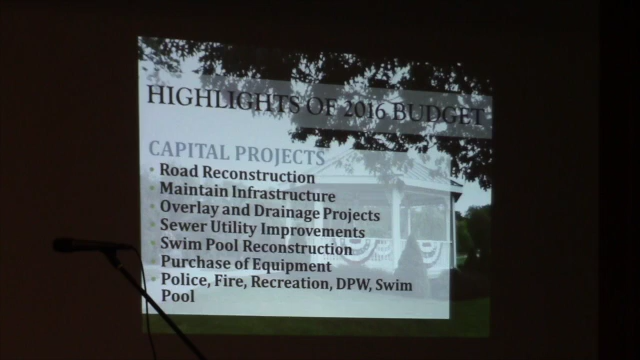 HIGHLIGHTS OF 2016 BUDGET
CAPITAL PROJECTS
• Road Reconstruction
• Maintain Infrastructure
• Overlay and Drainage Projects
• Sewer Utility Improvements
• Swim Pool Reconstruction
Purchase of Equipment
• Police, Fire, Recreation, DPW, Swim
Pool